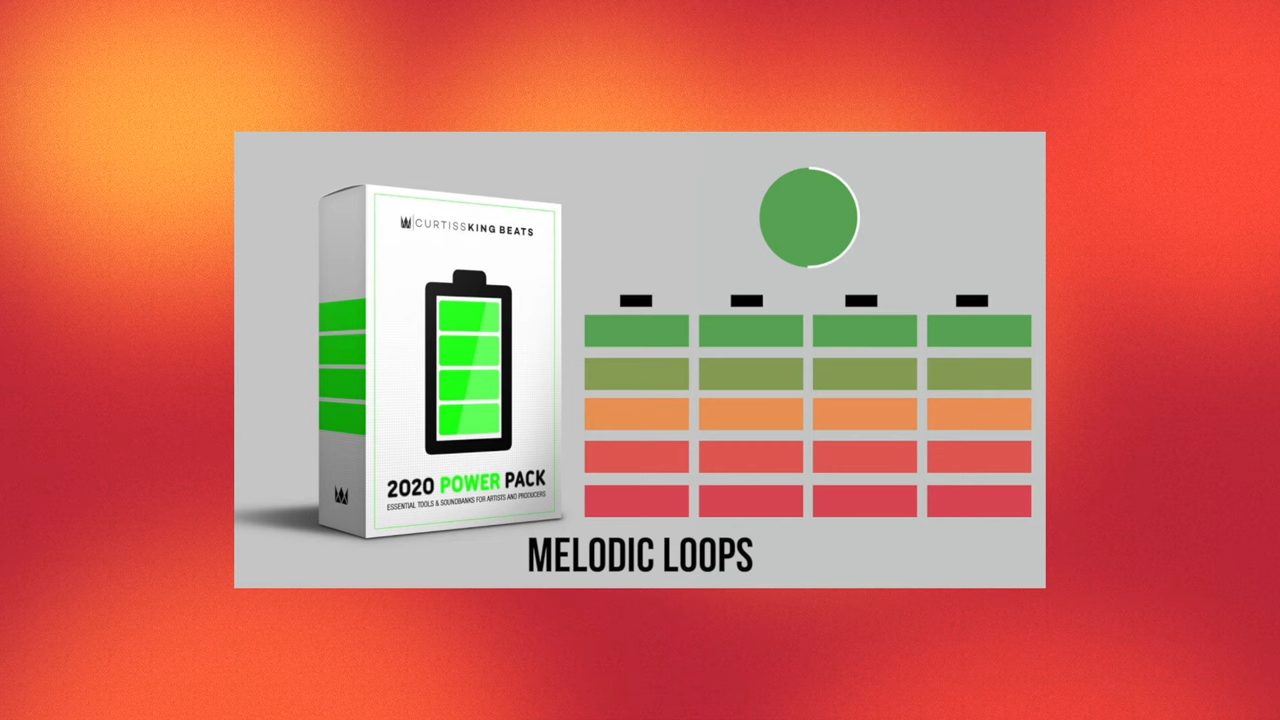 CURTISSKING BEATS
2020 POWER PACK
ESSENTIAL TOOLS & SOUNDBANKS FOR ARTISTS AND PRODUCERS
MELODIC LOOPS